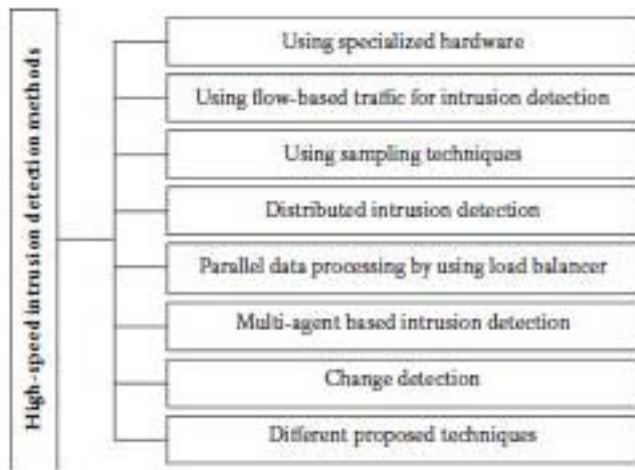 High-speed intrusion detection methods
Using specialized hardware
Using flow-based traffic for intrusion detection
Using sampling techniques
Distributed intrusion detection
Parallel data processing by using load balancer
Multi-agent based intrusion detection
Change detection
Different proposed techniques